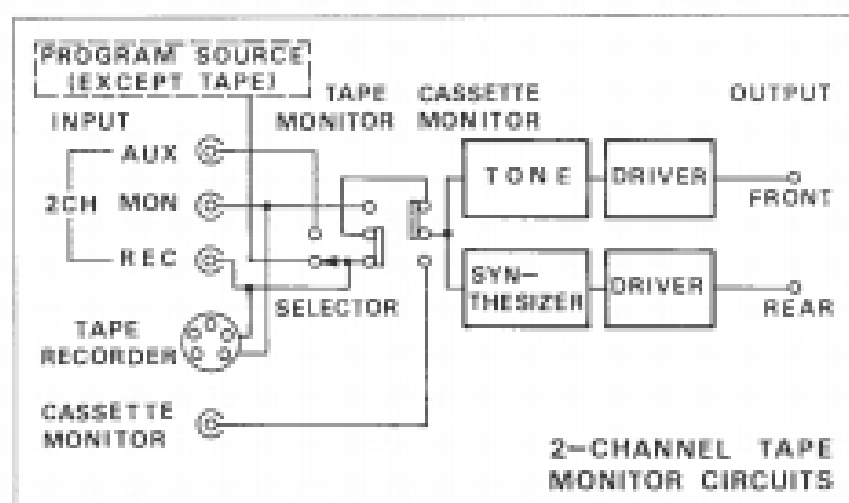 PROGRAM SOURCE
(EXCEPT TAPE)
TAPE MONITOR
CASSETTE MONITOR
OUTPUT
INPUT
2CH
AUX
MON
REC
SELECTOR
TONE
DRIVER
FRONT
SYN-
THESIZER
DRIVER
REAR
TAPE
RECORDER
CASSETTE
MONITOR
2-CHANNEL TAPE
MONITOR CIRCUITS